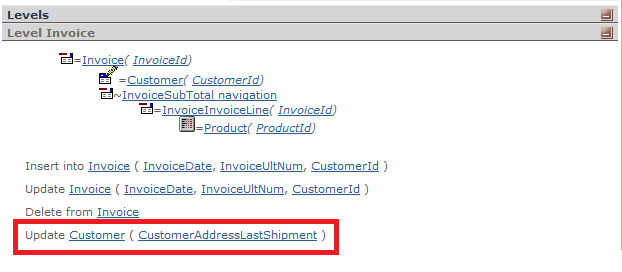 Levels
Level Invoice
=Invoice( InvoiceId)
=Customer( CustomerId)
~InvoiceSubTotal navigation
=InvoiceInvoiceLine( InvoiceId)
=Product( ProductId)
Insert into Invoice ( InvoiceDate, InvoiceUltNum, CustomerId )
Update Invoice ( InvoiceDate, InvoiceUltNum, CustomerId )
Delete from Invoice
Update Customer ( CustomerAddressLastShipment )